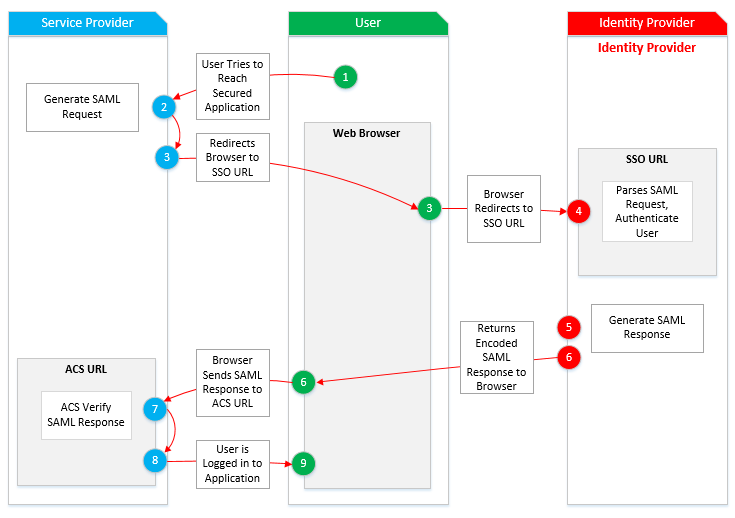 Service Provider
User
Identity Provider
Identity Provider
User Tries to
Reach
Secured
Application
1
Generate SAML
Request
2
Web Browser
3
Redirects
Browser to
SSO URL
SSO URL
Browser
Redirects to
SSO URL
3
4
Parses SAML
Request,
Authenticate
User
5
Generate SAML
Response
6
Returns
Encoded
SAML
Response to
Browser
Browser
Sends SAML
Response to
ACS URL
6
ACS URL
ACS Verify
SAML Response
7
8
User is
Logged in to
Application
9